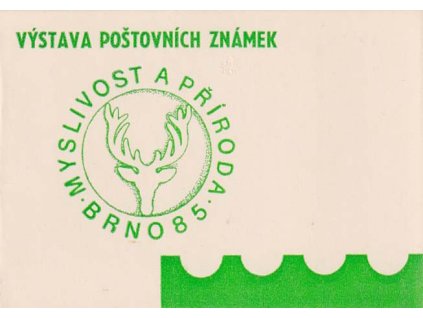 VÝSTAVA POŠTOVNÍCH ZNÁMEK
MYSLIVOST A PŘÍRODA
· BRNO 85 ·